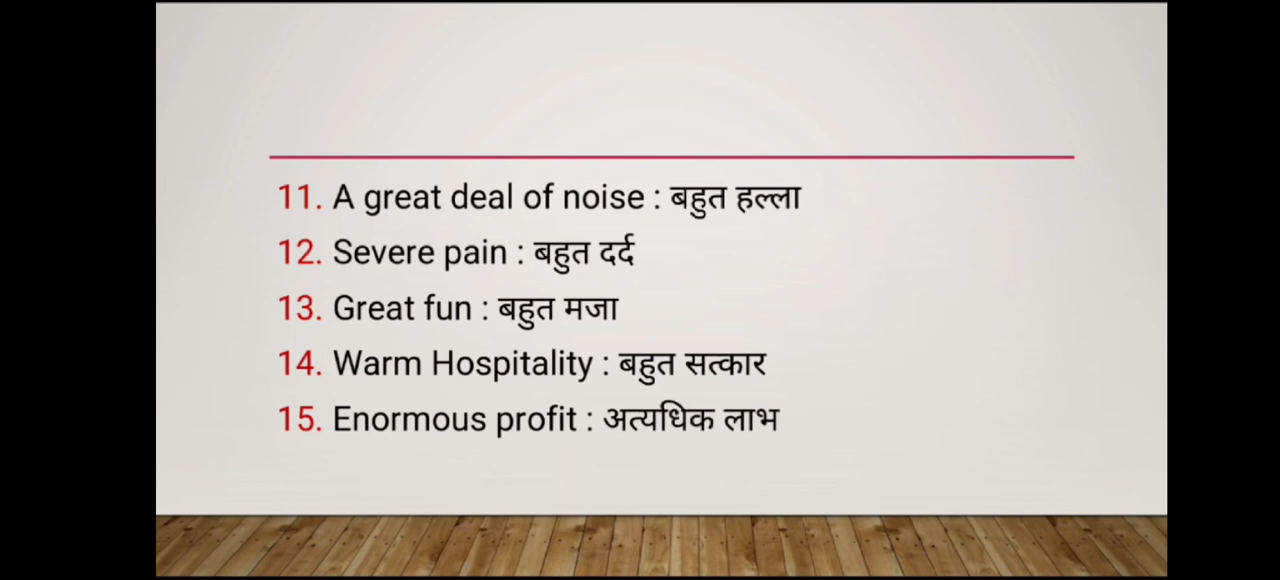 11. A great deal of noise : बहुत हल्ला
12. Severe pain : बहुत दर्द
13. Great fun : बहुत मजा
14. Warm Hospitality : बहुत सत्कार
15. Enormous profit : अत्यधिक लाभ